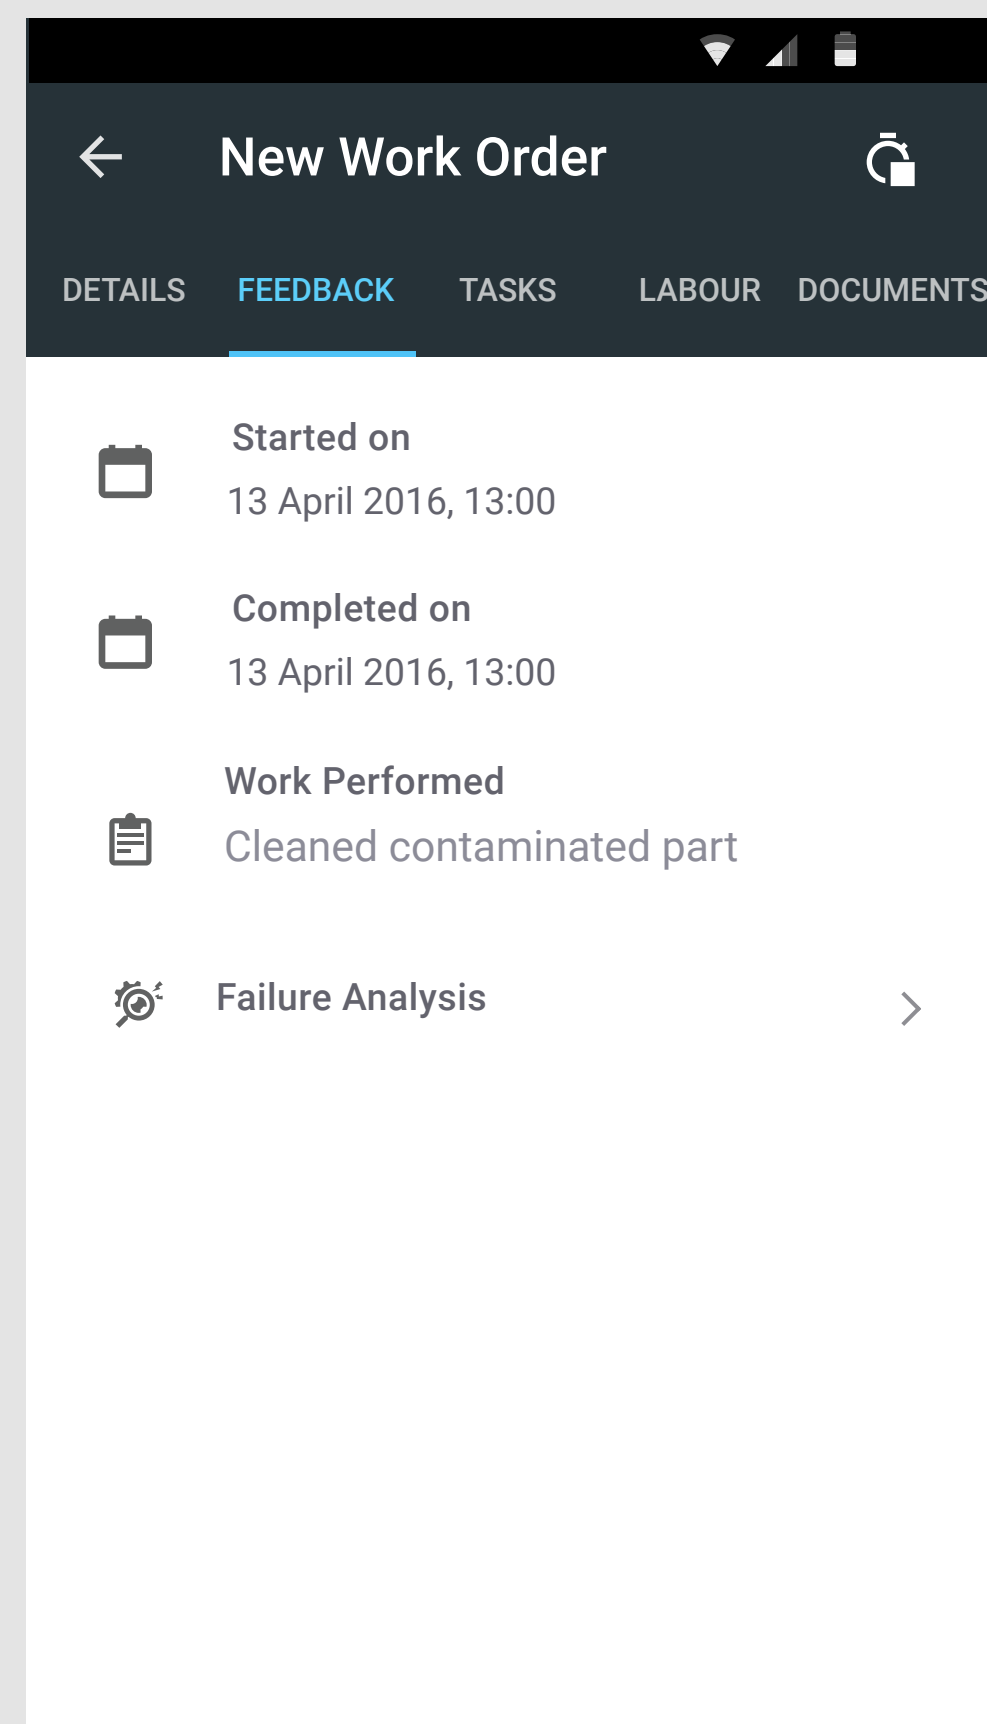 New Work Order
DETAILS FEEDBACK TASKS LABOUR DOCUMENTS
Started on
13 April 2016, 13:00
Completed on
13 April 2016, 13:00
Work Performed
Cleaned contaminated part
Failure Analysis